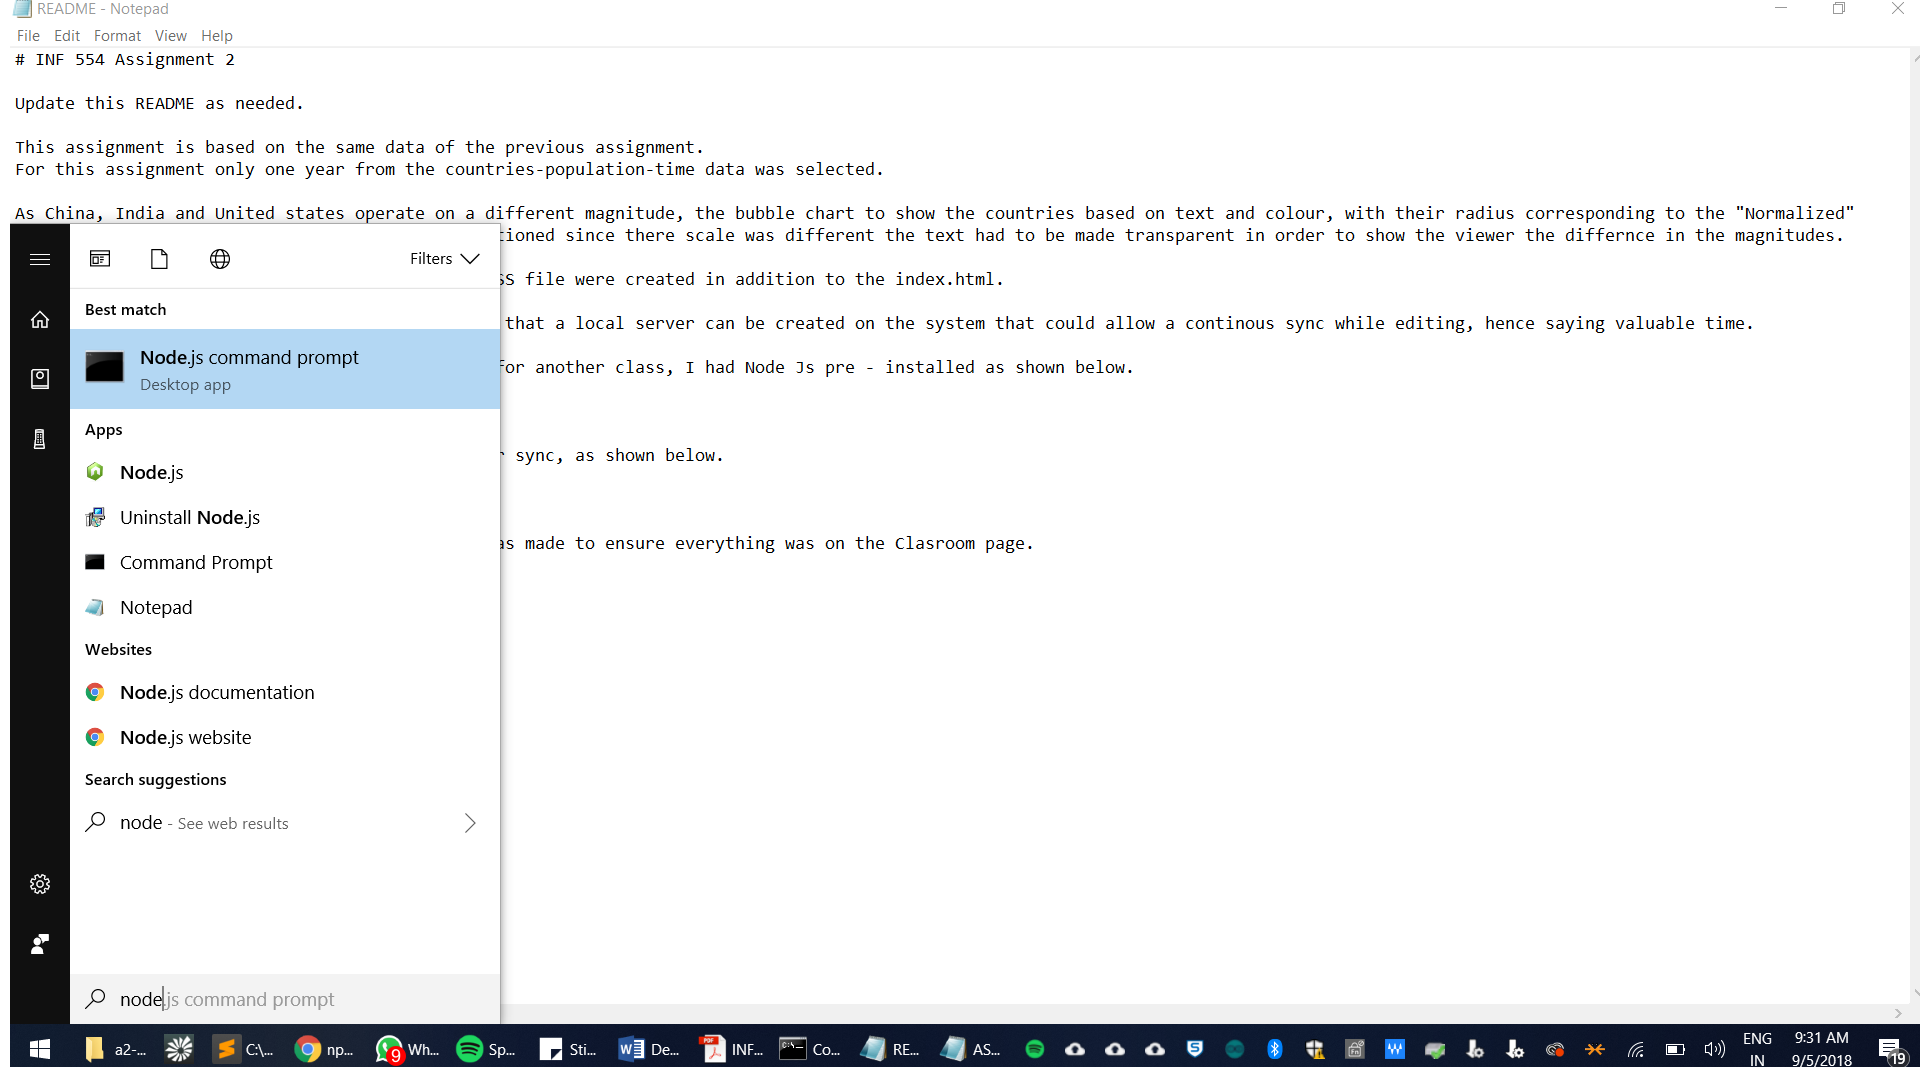 README - Notepad
File Edit Format View Help
# INF 554 Assignment 2
Update this README as needed.
This assignment is based on the same data of the previous assignment.
For this assignment only one year from the countries-population-time data was selected.
As China, India and United states operate on a different magnitude, the bubble chart to show the countries based on text and colour, with their radius corresponding to the "Normalized"
tioned since there scale was different the text had to be made transparent in order to show the viewer the differnce in the magnitudes.
SS file were created in addition to the index.html.
that a local server can be created on the system that could allow a continous sync while editing, hence saying valuable time.
for another class, I had Node Js pre - installed as shown below.
sync, as shown below.
as made to ensure everything was on the Clasroom page.
Filters
Best match
Node.js command prompt
Desktop app
Apps
Node.js
Uninstall Node.js
Command Prompt
Notepad
Websites
Node.js documentation
Node.js website
Search suggestions
node - See web results
node.js command prompt
a2-... C:\... np... 9 Wh... Sp... Sti... De... INF... Co... RE... AS... ENG 9:31 AM
IN 9/5/2018 19